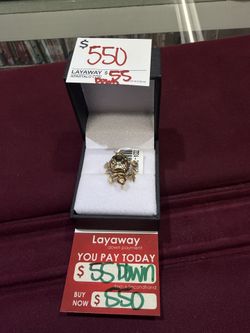 $ 550
LAYAWAY $ 55
Down
Layaway
down payment
YOU PAY TODAY
$ 55 DOWN
BUY
NOW $ 550